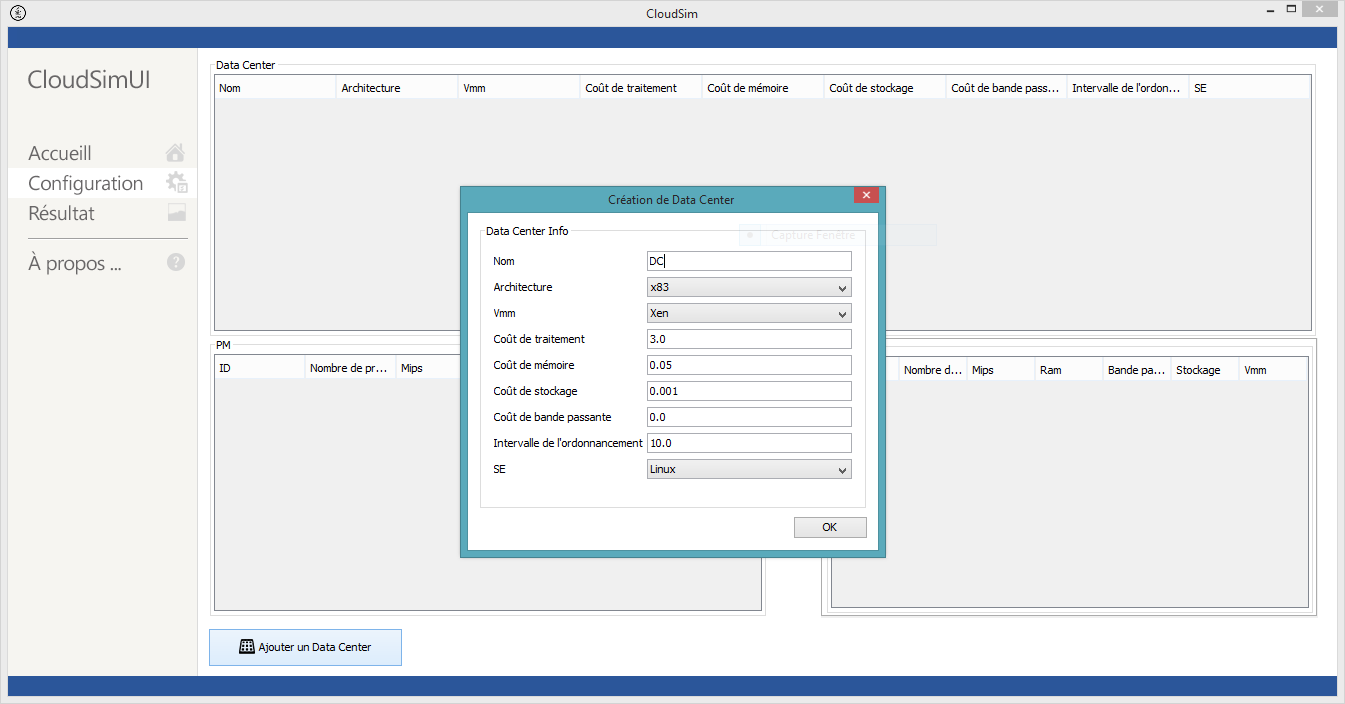 CloudSim
CloudSimUI
Accueill
Configuration
Résultat
À propos ...
Data Center
Nom Architecture Vmm Coût de traitement Coût de mémoire Coût de stockage Coût de bande pass... Intervalle de l'ordon... SE
Création de Data Center
Capture Fenêtre
Data Center Info
Nom DC
Architecture x83
Vmm Xen
Coût de traitement 3.0
Coût de mémoire 0.05
Coût de stockage 0.001
Coût de bande passante 0.0
Intervalle de l'ordonnancement 10.0
SE Linux
OK
PM
ID Nombre de pr... Mips
Nombre d... Mips Ram Bande pa... Stockage Vmm
Ajouter un Data Center